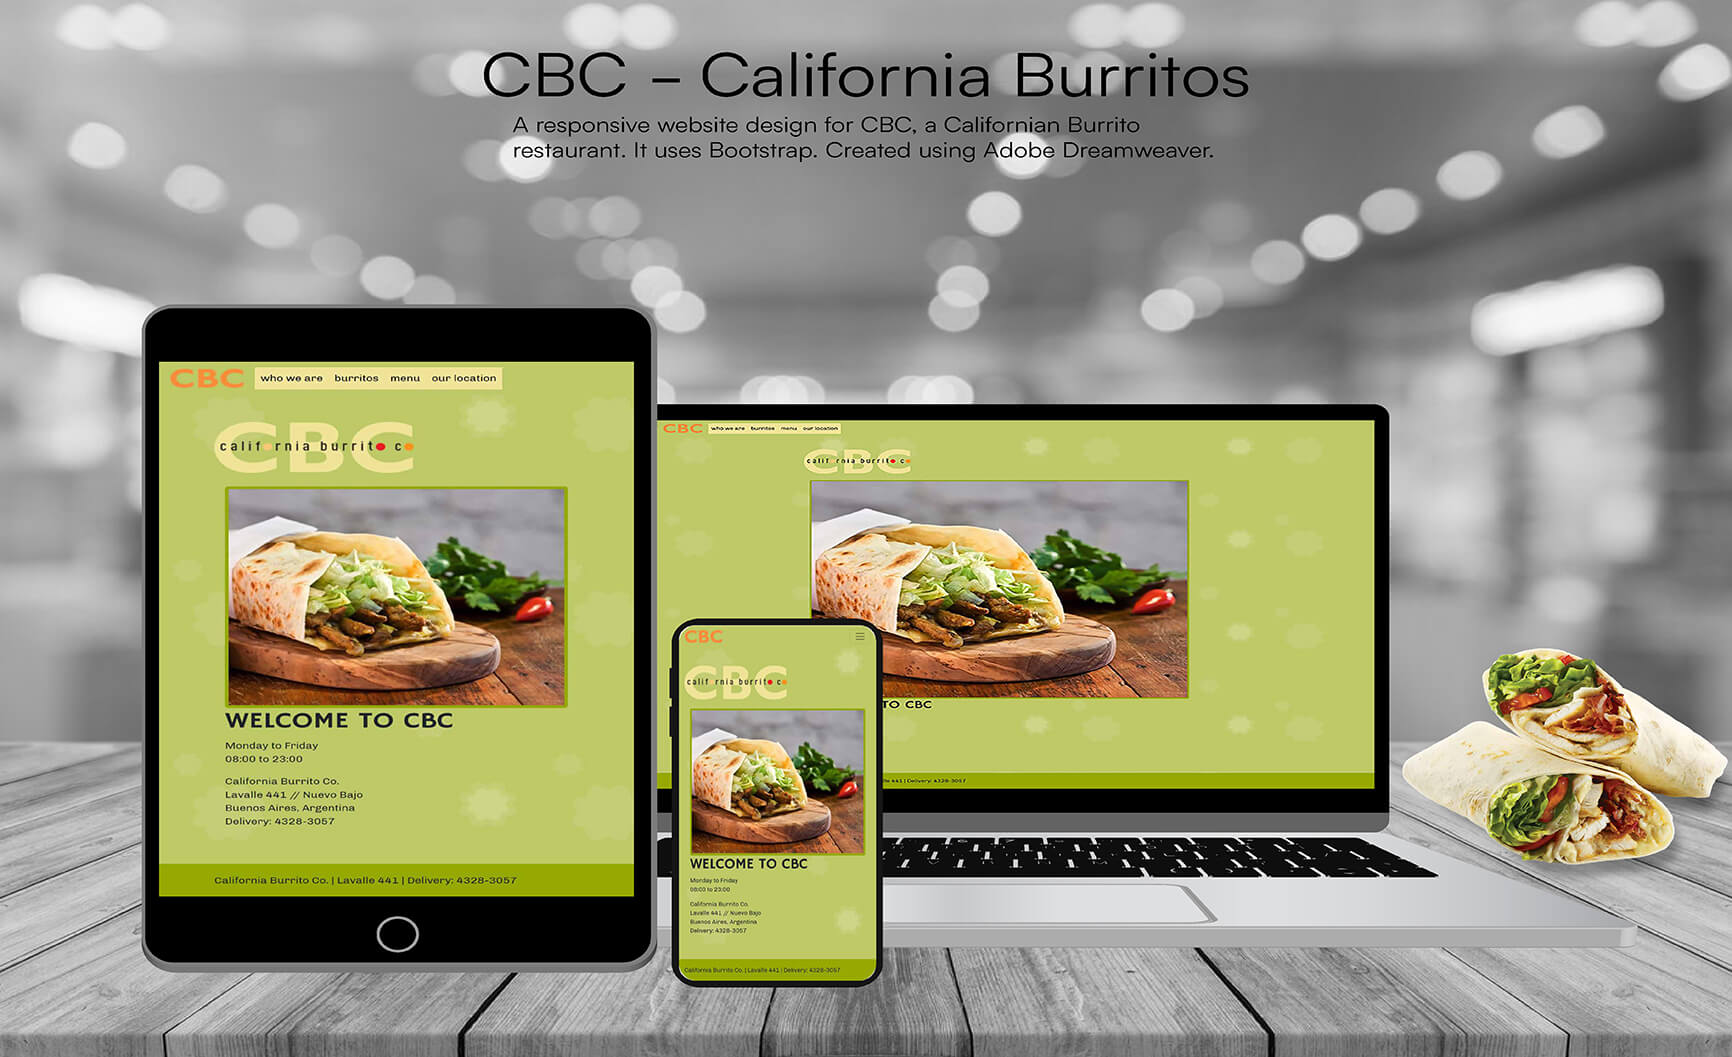 CBC – California Burritos
A responsive website design for CBC, a Californian Burrito
restaurant. It uses Bootstrap. Created using Adobe Dreamweaver.
CBC who we are burritos menu our location
CBC
calif rnia burrito co
WELCOME TO CBC
Monday to Friday
08:00 to 23:00
California Burrito Co.
Lavalle 441 // Nuevo Bajo
Buenos Aires, Argentina
Delivery: 4328-3057
California Burrito Co. | Lavalle 441 | Delivery: 4328-3057
CBC who we are burritos menu our location
CBC
calif rnia burrito co
TO CBC
441 | Delivery: 4328-3057
CBC
CBC
calif rnia burrito co
WELCOME TO CBC
Monday to Friday
08:00 to 23:00
California Burrito Co.
Lavalle 441 // Nuevo Bajo
Buenos Aires, Argentina
Delivery: 4328-3057
California Burrito Co. | Lavalle 441 | Delivery: 4328-3057